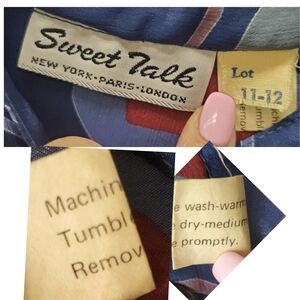 Sweet Talk
NEW YORK-PARIS-LONDON
Lot
11-12
Machin
Tumbl
Remov
e wash-warm
e dry-medium
e promptly.